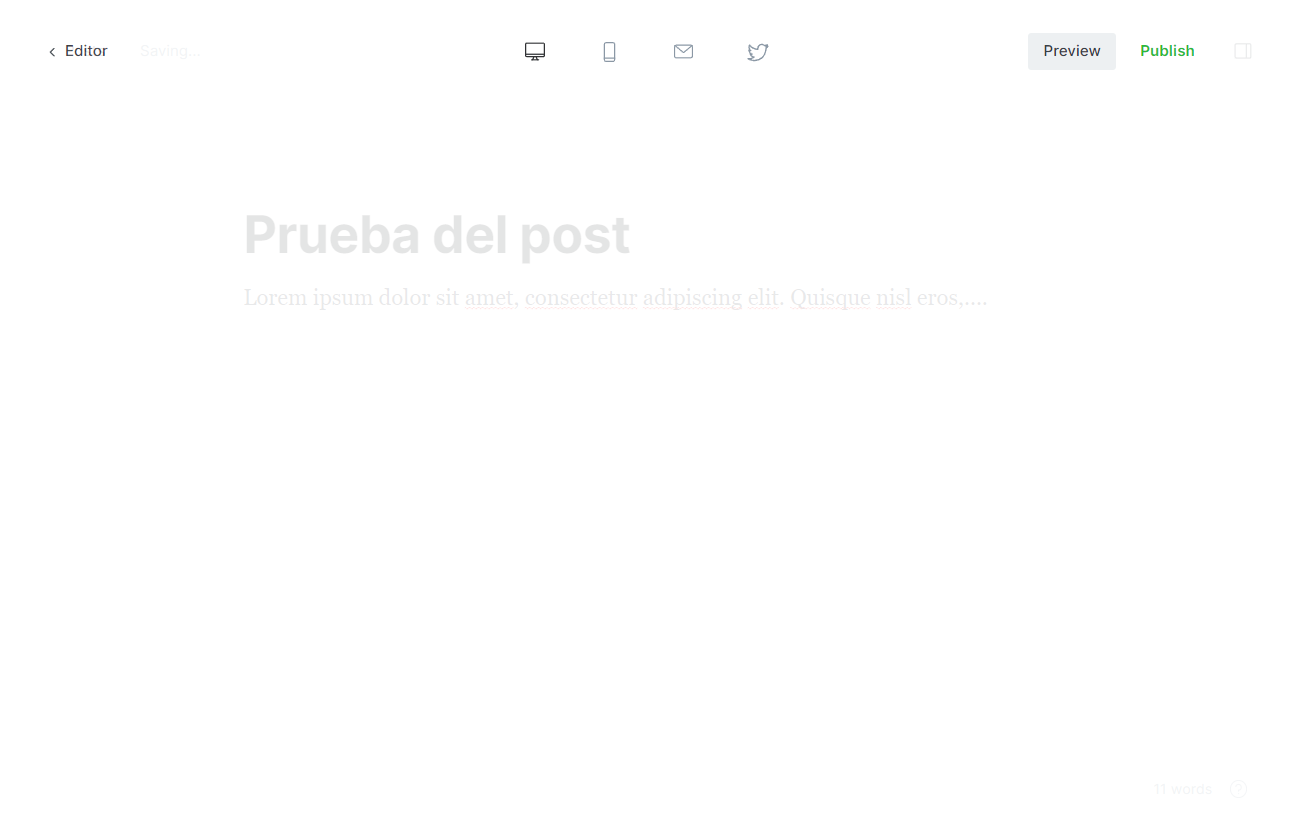 Editor Saving... Preview Publish
Prueba del post
Lorem ipsum dolor sit amet, consectetur adipiscing elit. Quisque nisl eros,....
11 words ?